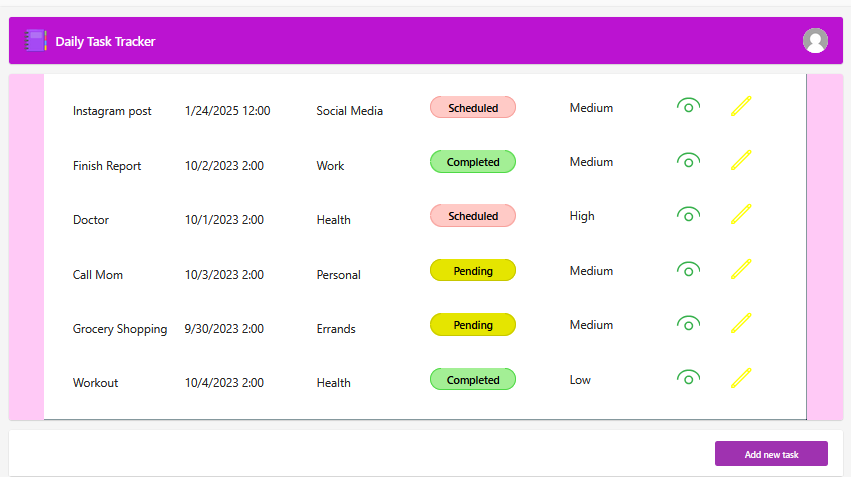 Daily Task Tracker
Instagram post 1/24/2025 12:00 Social Media Scheduled Medium
Finish Report 10/2/2023 2:00 Work Completed Medium
Doctor 10/1/2023 2:00 Health Scheduled High
Call Mom 10/3/2023 2:00 Personal Pending Medium
Grocery Shopping 9/30/2023 2:00 Errands Pending Medium
Workout 10/4/2023 2:00 Health Completed Low
Add new task